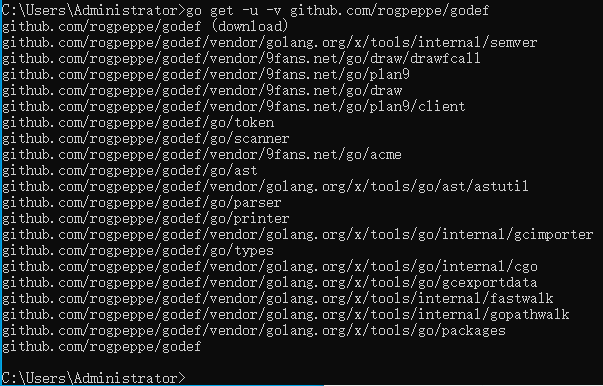 C:\Users\Administrator>go get -u -v github.com/rogpeppe/godef
github.com/rogpeppe/godef (download)
github.com/rogpeppe/godef/vendor/golang.org/x/tools/internal/semver
github.com/rogpeppe/godef/vendor/9fans.net/go/draw/drawfcall
github.com/rogpeppe/godef/vendor/9fans.net/go/plan9
github.com/rogpeppe/godef/vendor/9fans.net/go/draw
github.com/rogpeppe/godef/vendor/9fans.net/go/plan9/client
github.com/rogpeppe/godef/go/token
github.com/rogpeppe/godef/go/scanner
github.com/rogpeppe/godef/vendor/9fans.net/go/acme
github.com/rogpeppe/godef/go/ast
github.com/rogpeppe/godef/vendor/golang.org/x/tools/go/ast/astutil
github.com/rogpeppe/godef/go/parser
github.com/rogpeppe/godef/go/printer
github.com/rogpeppe/godef/vendor/golang.org/x/tools/go/internal/gcimporter
github.com/rogpeppe/godef/go/types
github.com/rogpeppe/godef/vendor/golang.org/x/tools/go/internal/cgo
github.com/rogpeppe/godef/vendor/golang.org/x/tools/go/gcexportdata
github.com/rogpeppe/godef/vendor/golang.org/x/tools/internal/fastwalk
github.com/rogpeppe/godef/vendor/golang.org/x/tools/internal/gopathwalk
github.com/rogpeppe/godef/vendor/golang.org/x/tools/go/packages
github.com/rogpeppe/godef
C:\Users\Administrator>